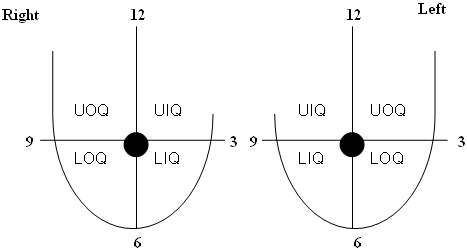 Right 12 12 Left
UOQ UIQ UIQ UOQ
9 3 9 3
LOQ LIQ LIQ LOQ
6 6